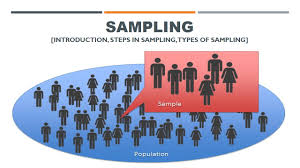 SAMPLING
[INTRODUCTION, STEPS IN SAMPLING,TYPES OF SAMPLING]
Sample
Population